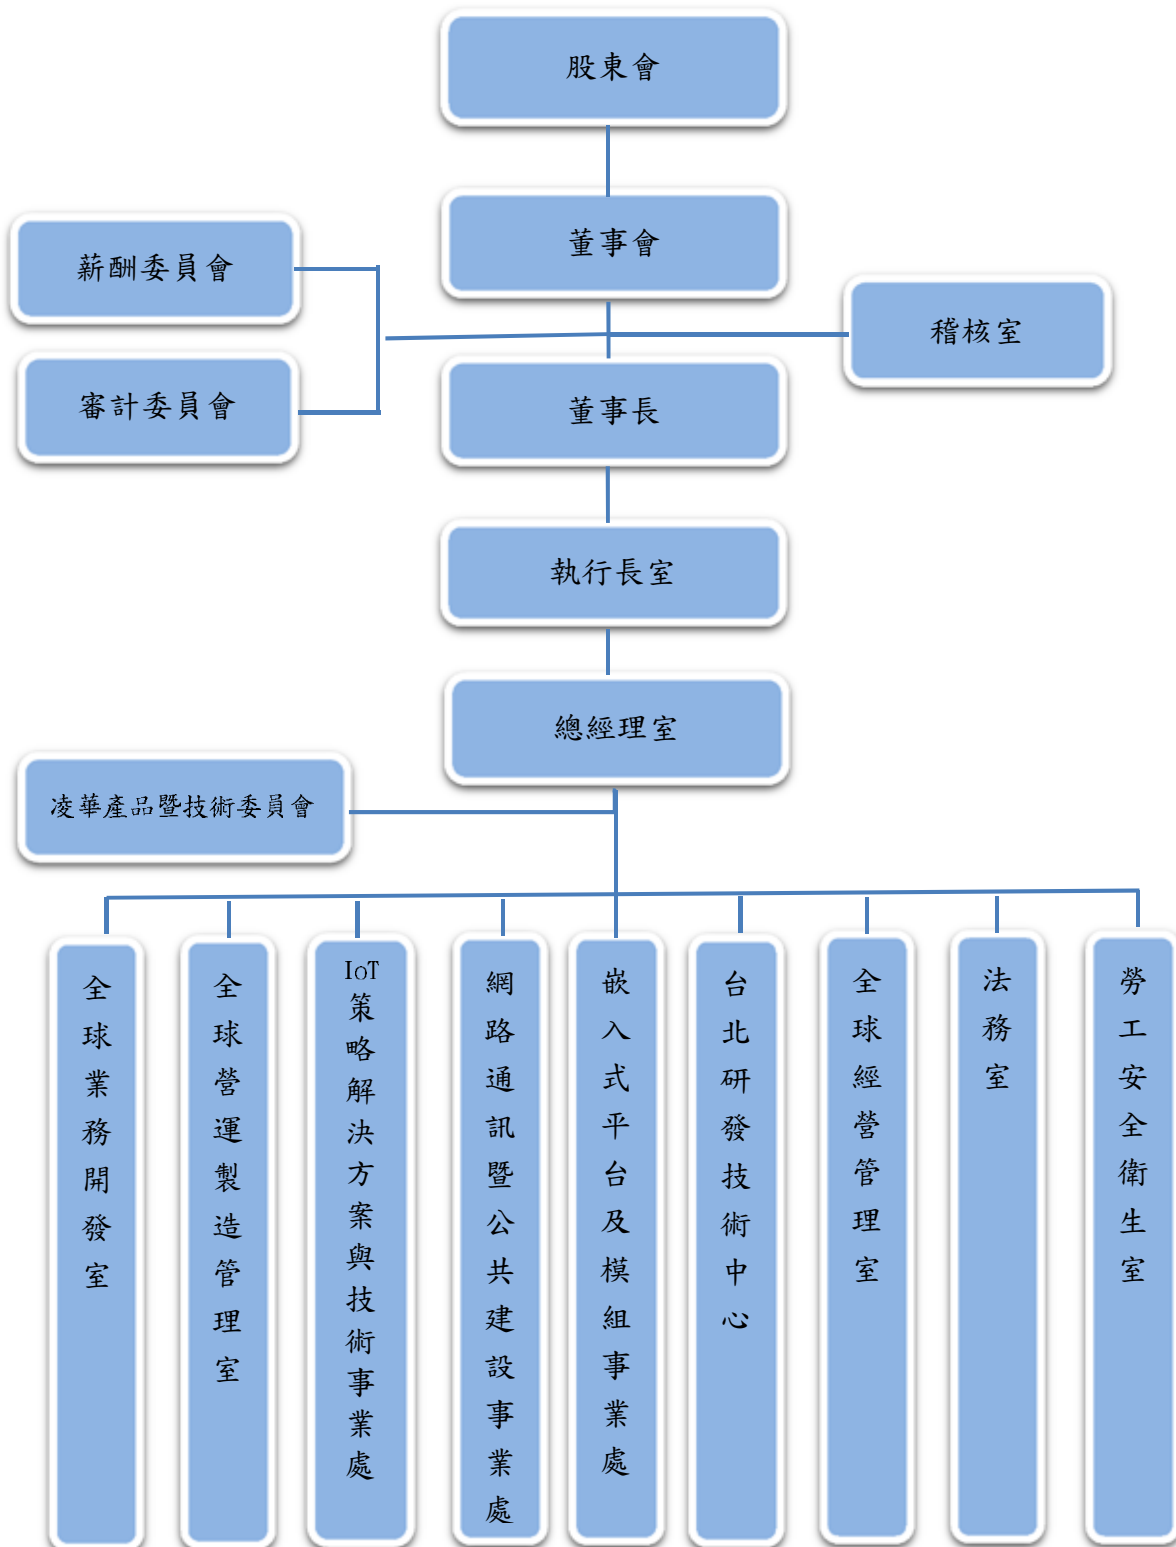 股東會
董事會
薪酬委員會
稽核室
審計委員會
董事長
執行長室
總經理室
凌華產品暨技術委員會
全球業務開發室
全球營運製造管理室
IoT策略解決方案與技術事業處
網路通訊暨公共建設事業處
嵌入式平台及模組事業處
台北研發技術中心
全球經營管理室
法務室
勞工安全衛生室